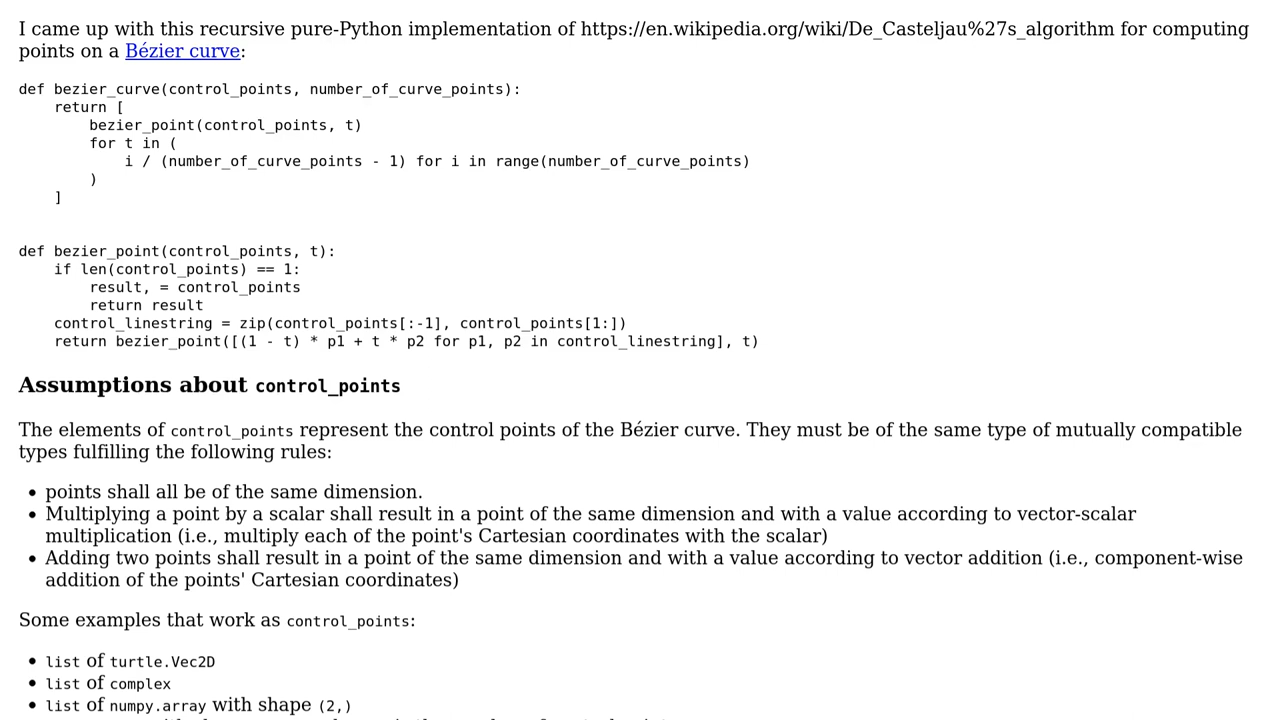 I came up with this recursive pure-Python implementation of https://en.wikipedia.org/wiki/De_Casteljau%27s_algorithm for computing
points on a Bézier curve:
def bezier_curve(control_points, number_of_curve_points):
    return [
        bezier_point(control_points, t)
        for t in (
            i / (number_of_curve_points - 1) for i in range(number_of_curve_points)
        )
    ]
def bezier_point(control_points, t):
    if len(control_points) == 1:
        result, = control_points
        return result
    control_linestring = zip(control_points[:-1], control_points[1:])
    return bezier_point([(1 - t) * p1 + t * p2 for p1, p2 in control_linestring], t)
Assumptions about control_points
The elements of control_points represent the control points of the Bézier curve. They must be of the same type of mutually compatible
types fulfilling the following rules:
• points shall all be of the same dimension.
• Multiplying a point by a scalar shall result in a point of the same dimension and with a value according to vector-scalar
multiplication (i.e., multiply each of the point's Cartesian coordinates with the scalar)
• Adding two points shall result in a point of the same dimension and with a value according to vector addition (i.e., component-wise
addition of the points' Cartesian coordinates)
Some examples that work as control_points:
• list of turtle.Vec2D
• list of complex
• list of numpy.array with shape (2,)